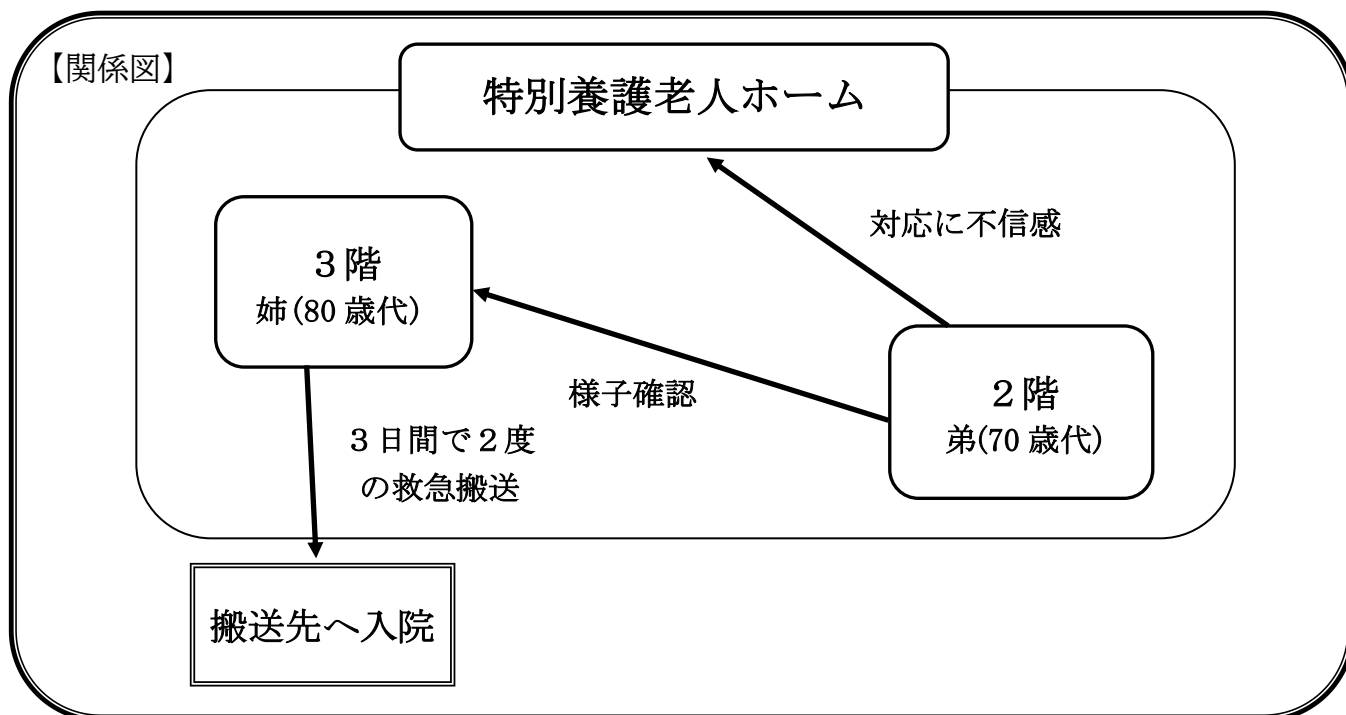 【関係図】
特別養護老人ホーム
対応に不信感
３階
姉(80歳代)
様子確認
２階
弟(70歳代)
３日間で２度
の救急搬送
搬送先へ入院